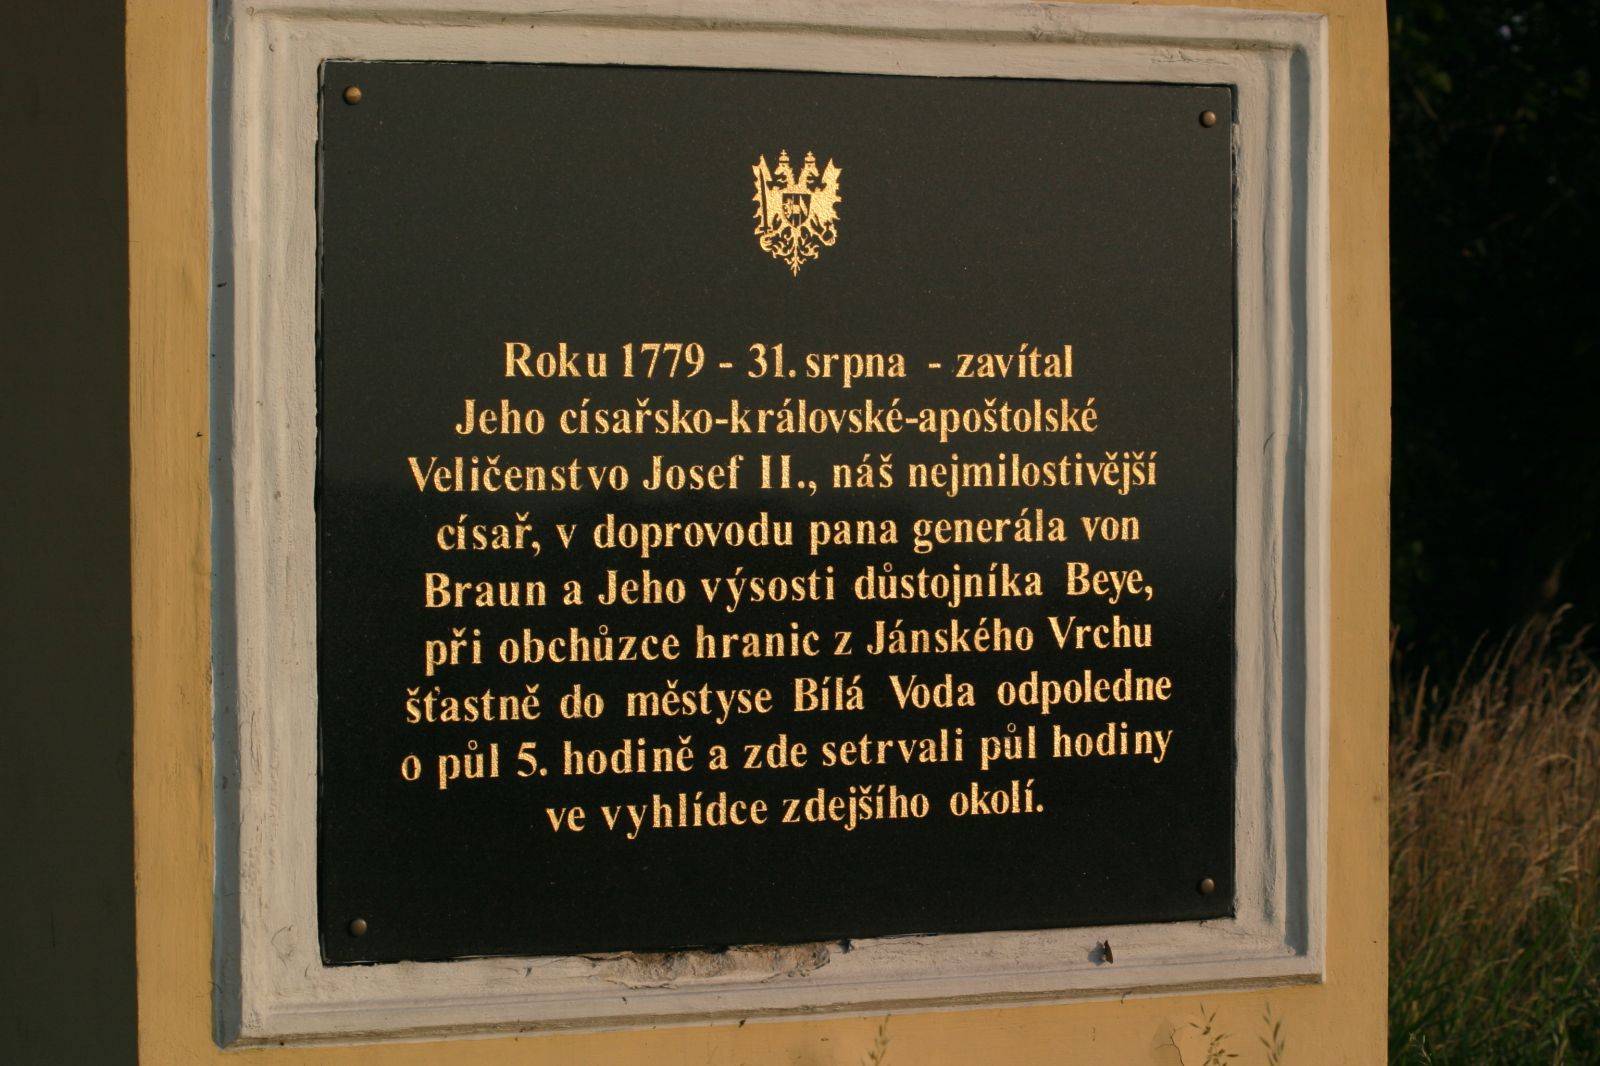 Roku 1779 - 31. srpna - zavítal
Jeho císařsko-královské-apoštolské
Veličenstvo Josef II., náš nejmilostivější
císař, v doprovodu pana generála von
Braun a Jeho výsosti důstojníka Beye,
při obchůzce hranic z Jánského Vrchu
šťastně do městyse Bílá Voda odpoledne
o půl 5. hodině a zde setrvali půl hodiny
ve vyhlídce zdejšího okolí.